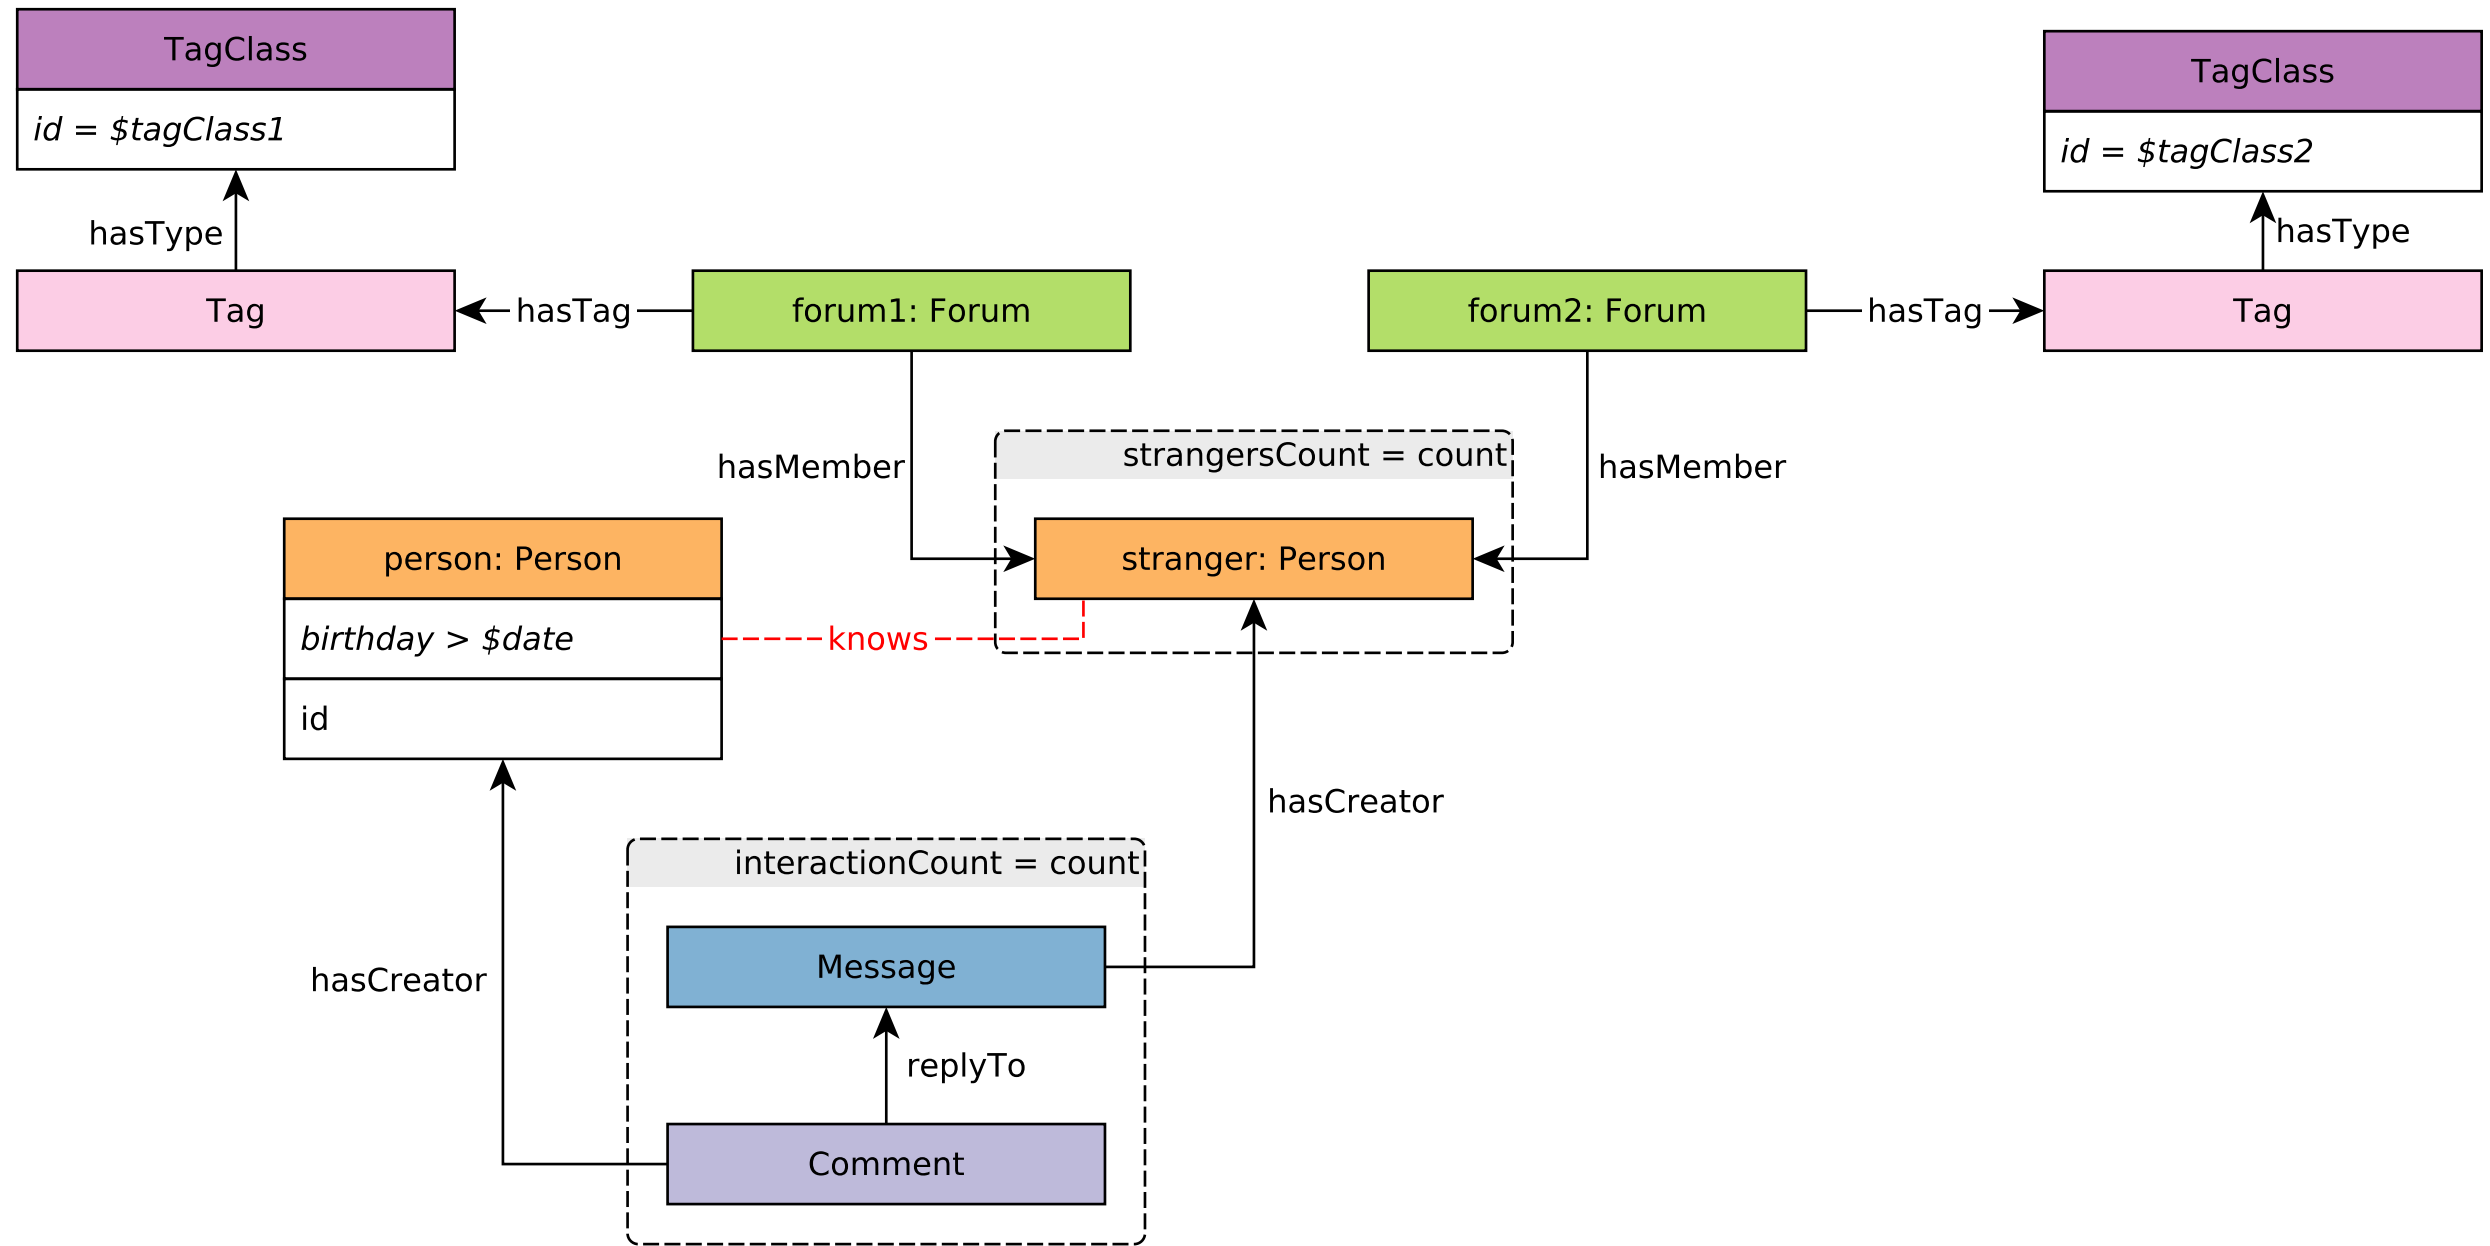 TagClass
id = $tagClass1
TagClass
id = $tagClass2
hasType
hasType
Tag
hasTag
forum1: Forum
forum2: Forum
hasTag
Tag
hasMember
strangersCount = count
hasMember
person: Person
stranger: Person
birthday > $date
knows
id
hasCreator
interactionCount = count
Message
hasCreator
replyTo
Comment